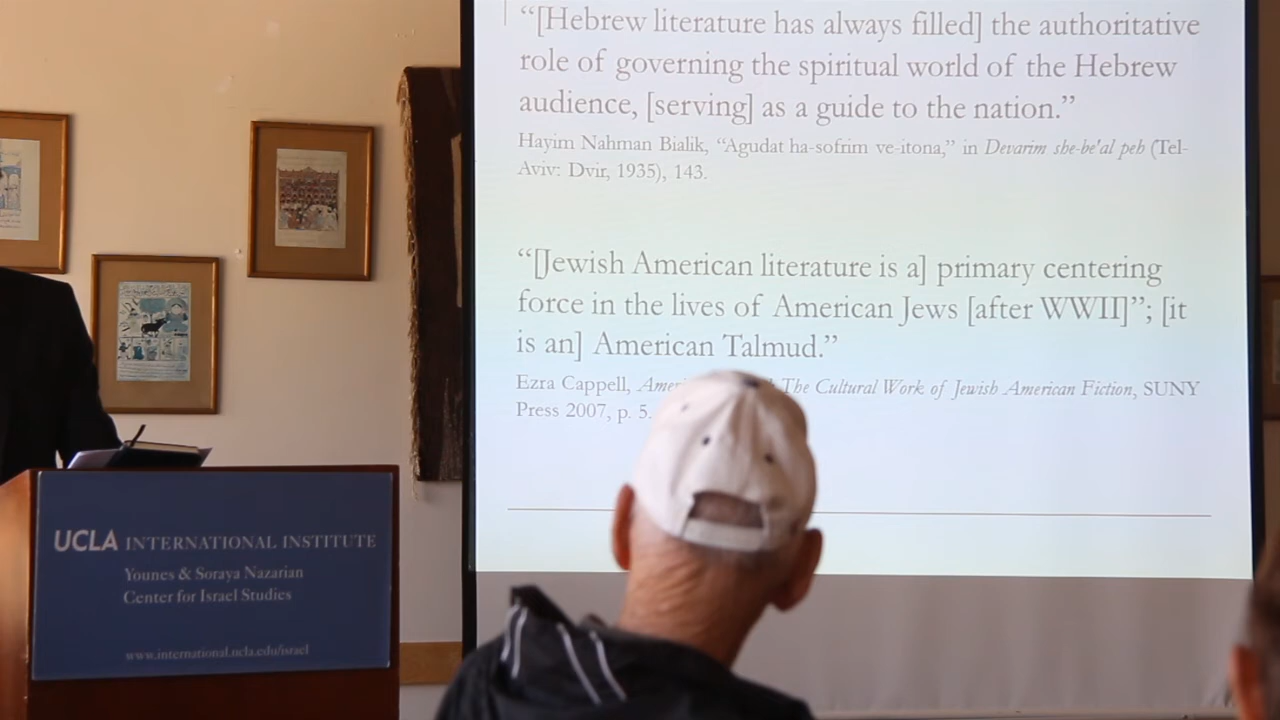 “[Hebrew literature has always filled] the authoritative
role of governing the spiritual world of the Hebrew
audience, [serving] as a guide to the nation.”
Hayim Nahman Bialik, “Agudat ha-sofrim ve-itona,” in Devarim she-be'al peh (Tel-
Aviv: Dvir, 1935), 143.
“[Jewish American literature is a] primary centering
force in the lives of American Jews [after WWII]”; [it
is an] American Talmud.”
Ezra Cappell, The Cultural Work of Jewish American Fiction, SUNY
Press 2007, p. 5.
UCLA INTERNATIONAL INSTITUTE
Younes & Soraya Nazarian
Center for Israel Studies
www.international.ucla.edu/israel